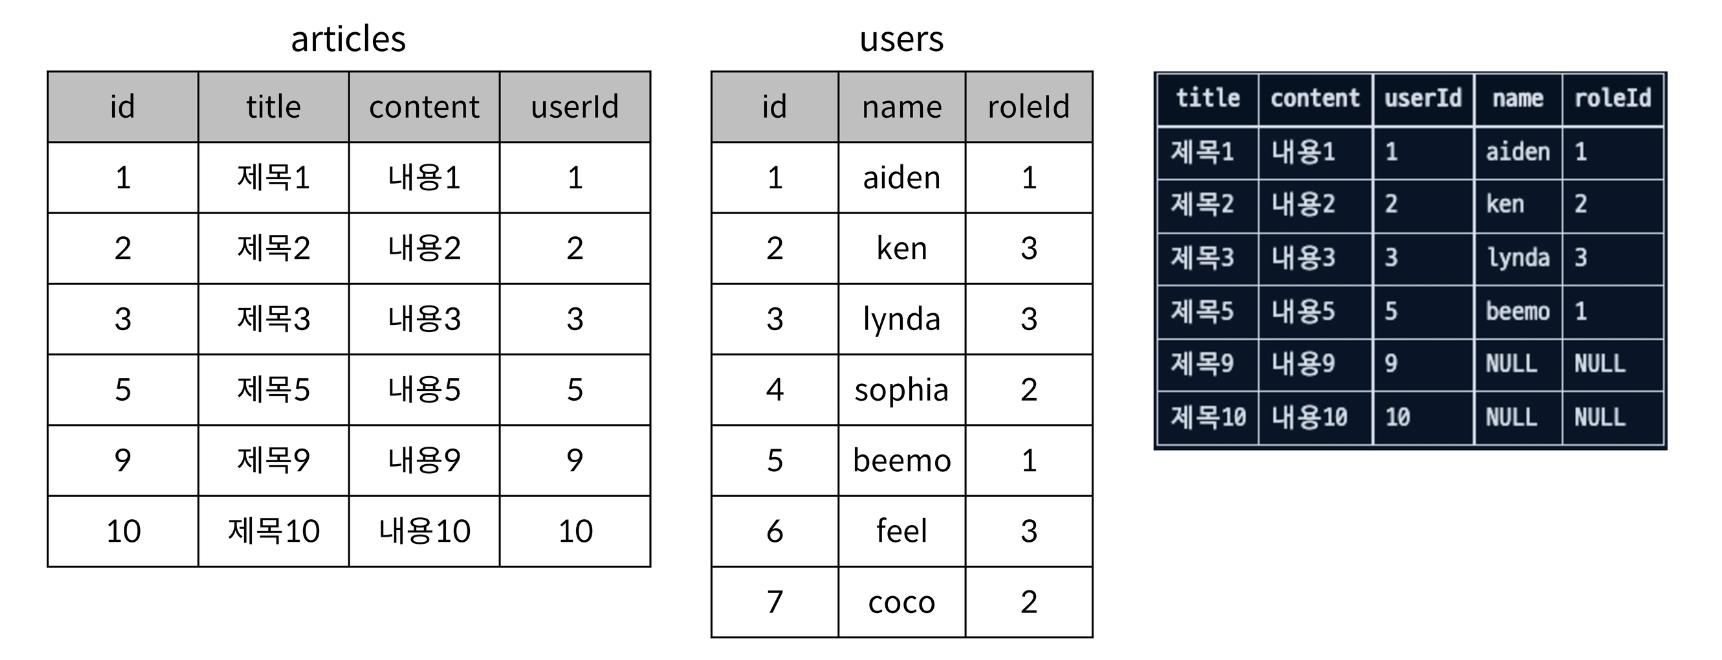 articles
id title content userId
1 제목1 내용1 1
2 제목2 내용2 2
3 제목3 내용3 3
5 제목5 내용5 5
9 제목9 내용9 9
10 제목10 내용10 10
users
id name roleId
1 aiden 1
2 ken 3
3 lynda 3
4 sophia 2
5 beemo 1
6 feel 3
7 coco 2
title content userId name roleId
제목1 내용1 1 aiden 1
제목2 내용2 2 ken 2
제목3 내용3 3 lynda 3
제목5 내용5 5 beemo 1
제목9 내용9 9 NULL NULL
제목10 내용10 10 NULL NULL